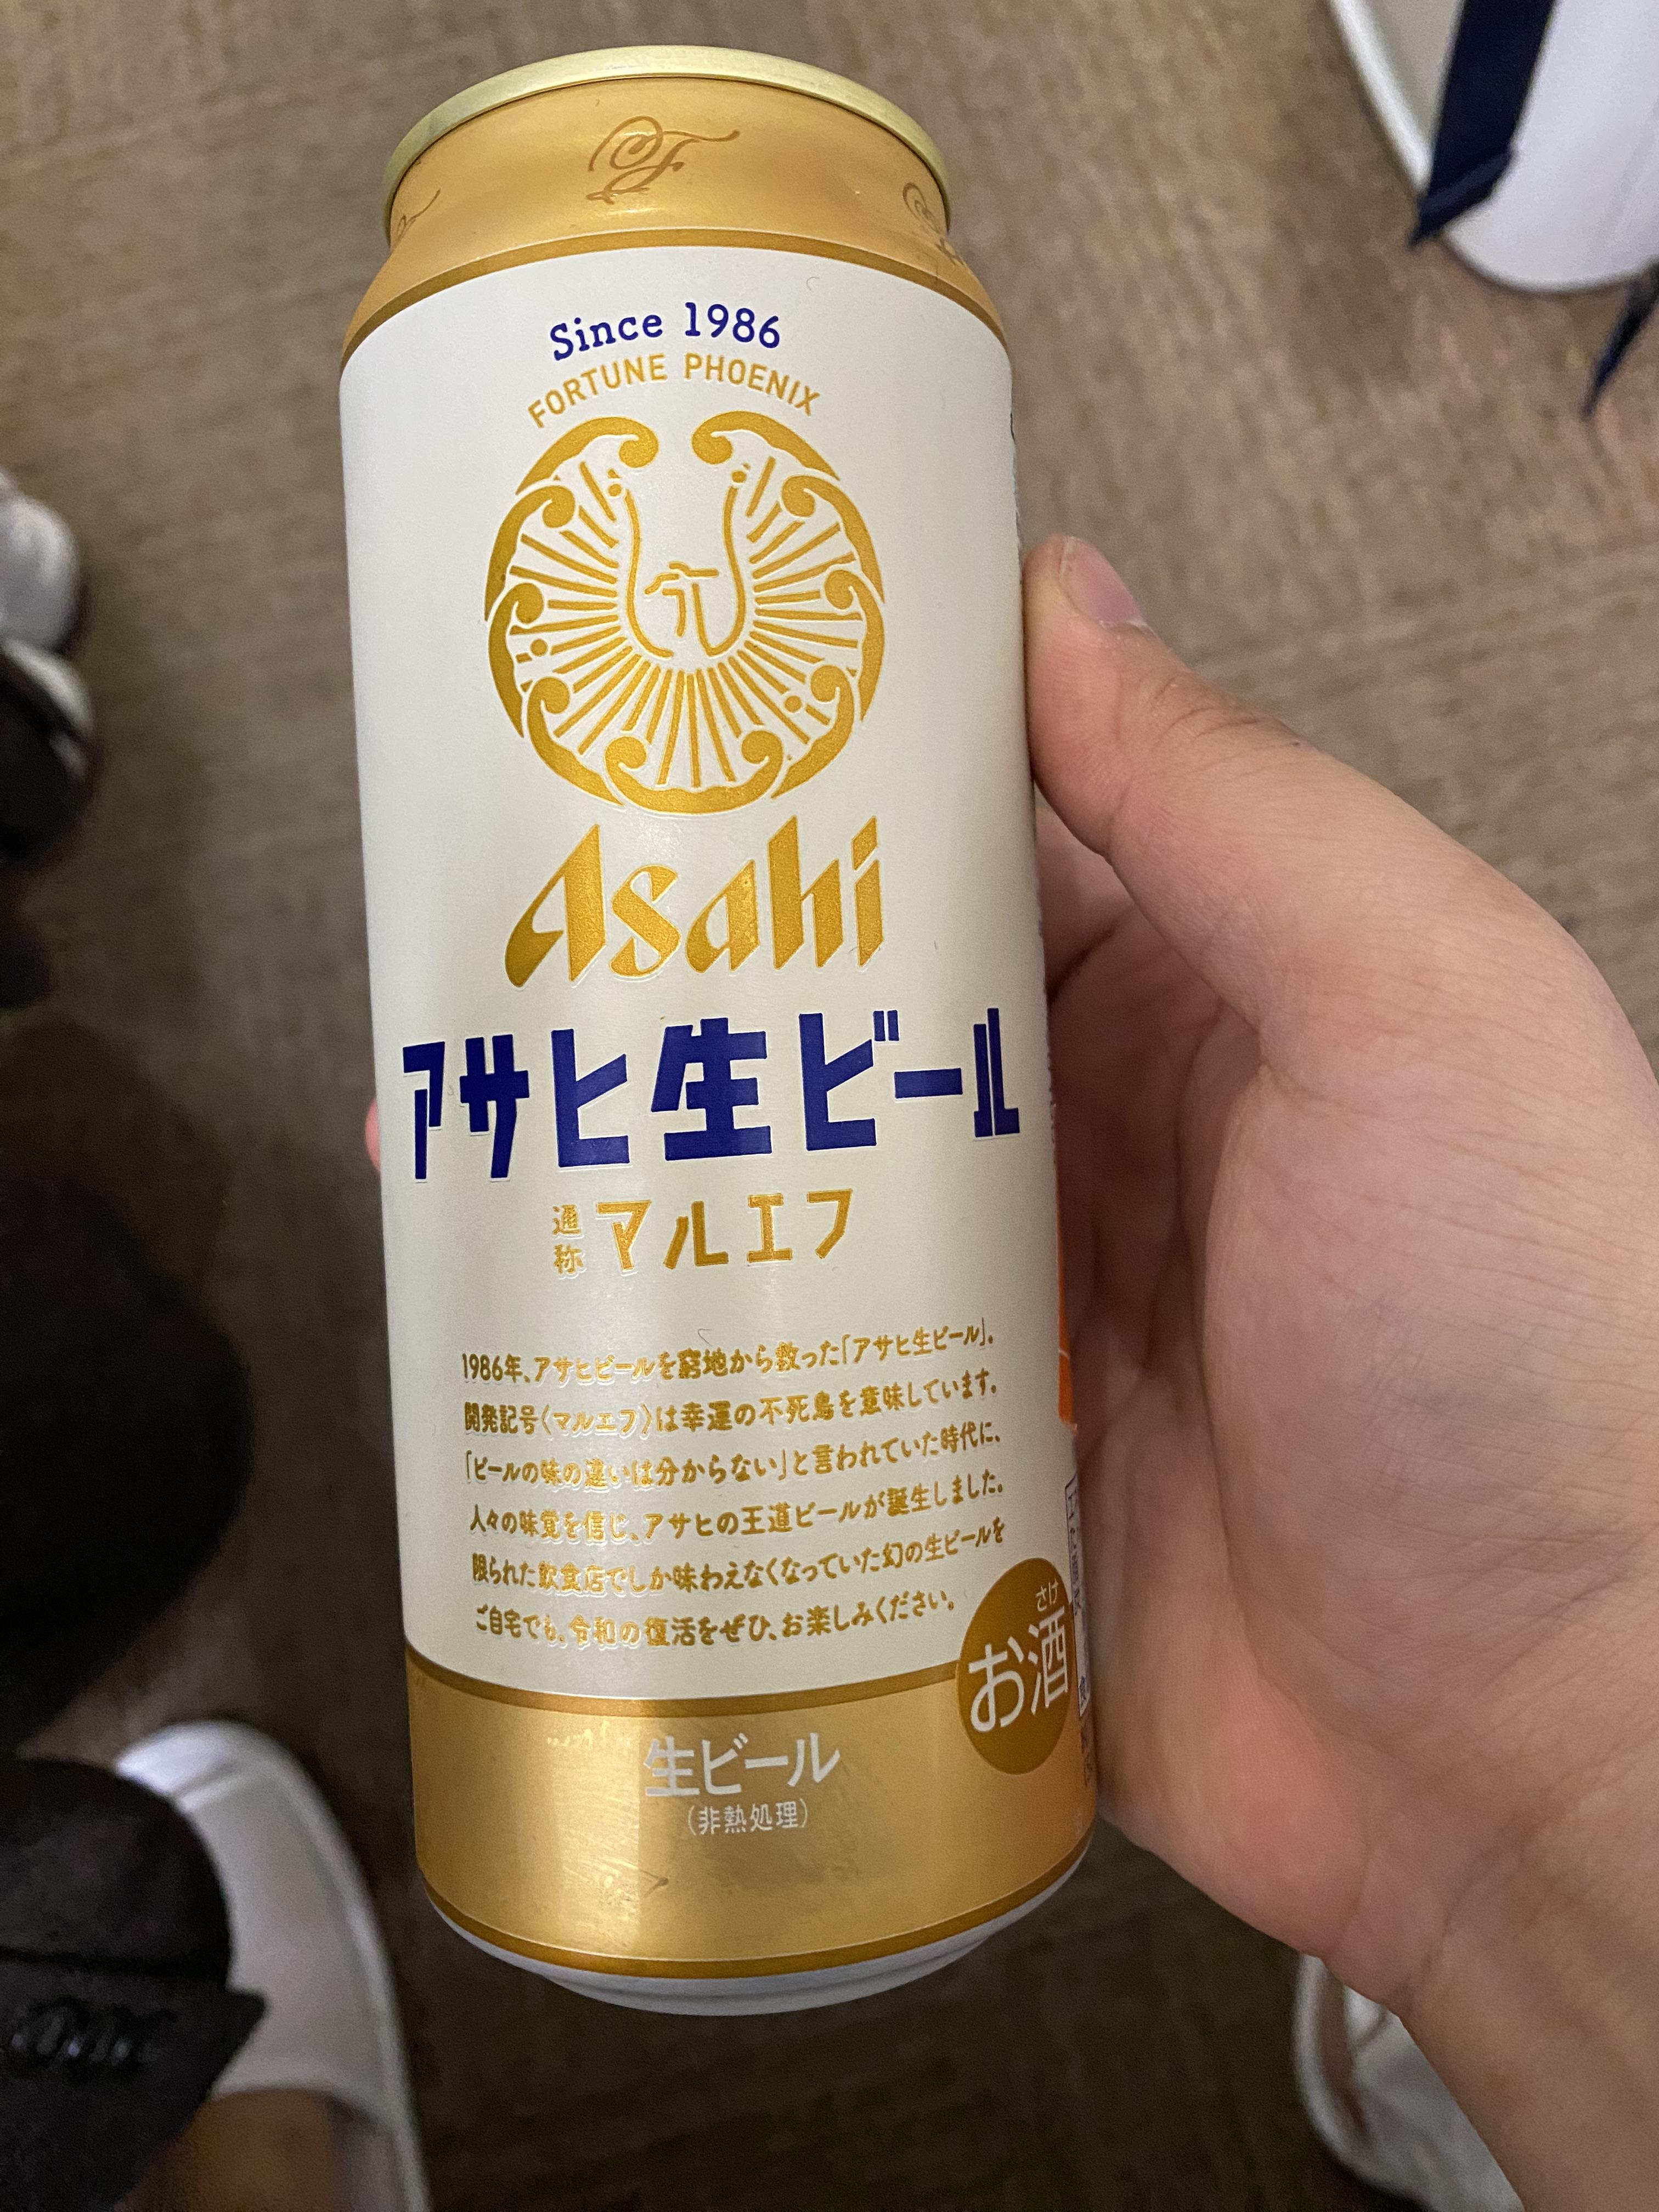 F
Since 1986
FORTUNE PHOENIX
Asahi
アサヒ生ビール
通称 マルエフ
1986年、アサヒビールを窮地から救った「アサヒ生ビール」。
開発記号〈マルエフ〉は幸運の不死鳥を意味しています。
「ビールの味の違いは分からない」と言われていた時代に、
人々の味覚を信じ、アサヒの王道ビールが誕生しました。
限られた飲食店でしか味わえなくなっていた幻の生ビールを
ご自宅でも。令和の復活をぜひ、お楽しみください。
さけ
お酒
生ビール
(非熱処理)